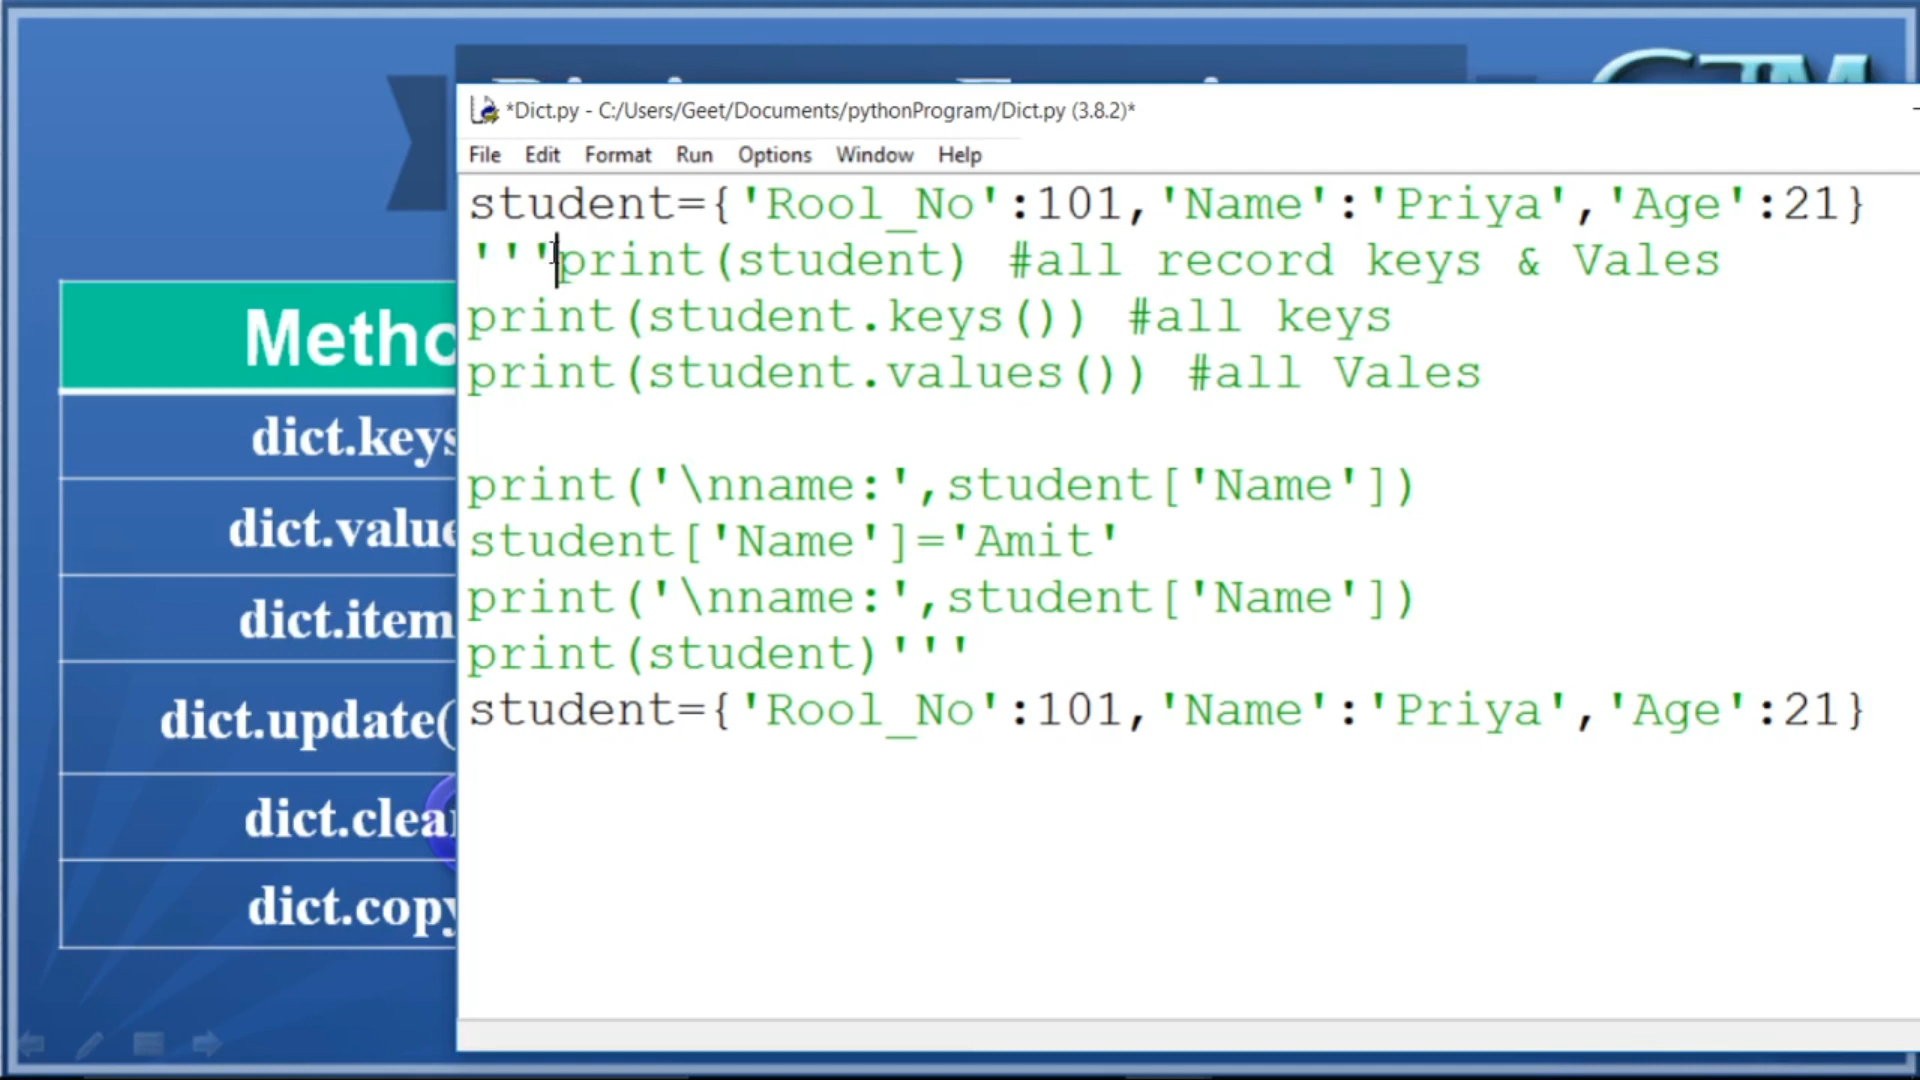 *Dict.py - C:/Users/Geet/Documents/pythonProgram/Dict.py (3.8.2)*
File Edit Format Run Options Window Help
student={'Rool_No':101,'Name':'Priya','Age':21}
'''print(student) #all record keys & Vales
print(student.keys()) #all keys
print(student.values()) #all Vales
print('\nname:',student['Name'])
student['Name']='Amit'
print('\nname:',student['Name'])
print(student)'''
student={'Rool_No':101,'Name':'Priya','Age':21}
Metho
dict.keys
dict.value
dict.item
dict.update(
dict.clear
dict.copy